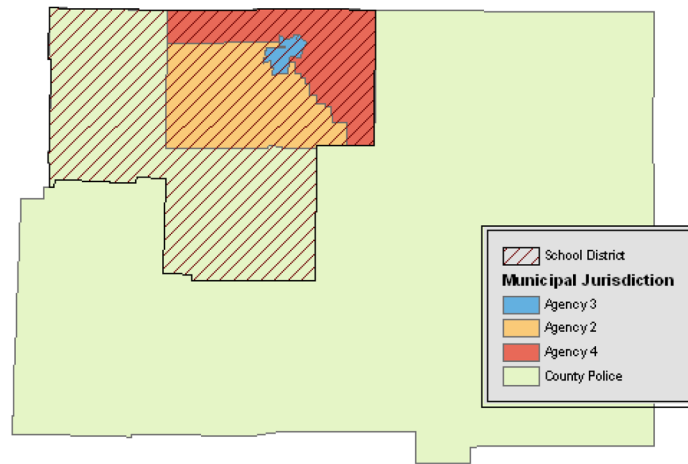 School District
Municipal Jurisdiction
Agency 3
Agency 2
Agency 4
County Police